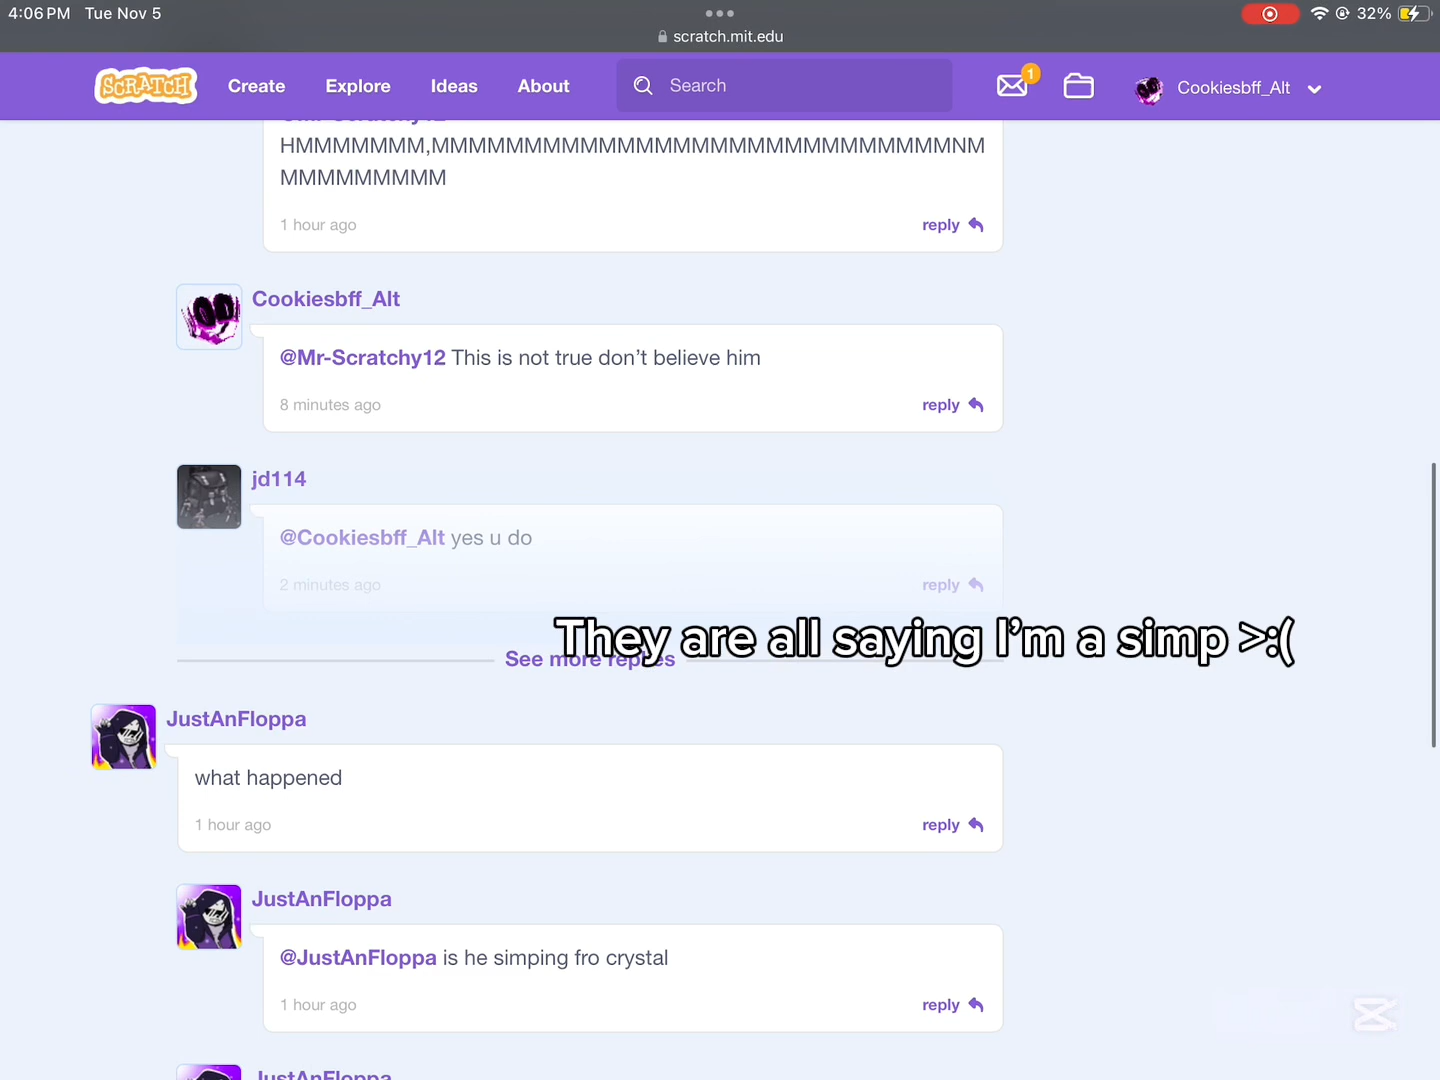 4:06 PM Tue Nov 5
32%
scratch.mit.edu
SCRATCH Create Explore Ideas About Search 1 Cookiesbff_Alt
HMMMMMMM,MMMMMMMMMMMMMMMMMMMMMMMMMMMMNM
MMMMMMMMM
1 hour ago reply
Cookiesbff_Alt
@Mr-Scratchy12 This is not true don’t believe him
8 minutes ago reply
jd114
@Cookiesbff_Alt yes u do
2 minutes ago reply
They are all saying I’m a simp >:(
See more replies
JustAnFloppa
what happened
1 hour ago reply
JustAnFloppa
@JustAnFloppa is he simping fro crystal
1 hour ago reply
JustAnFloppa